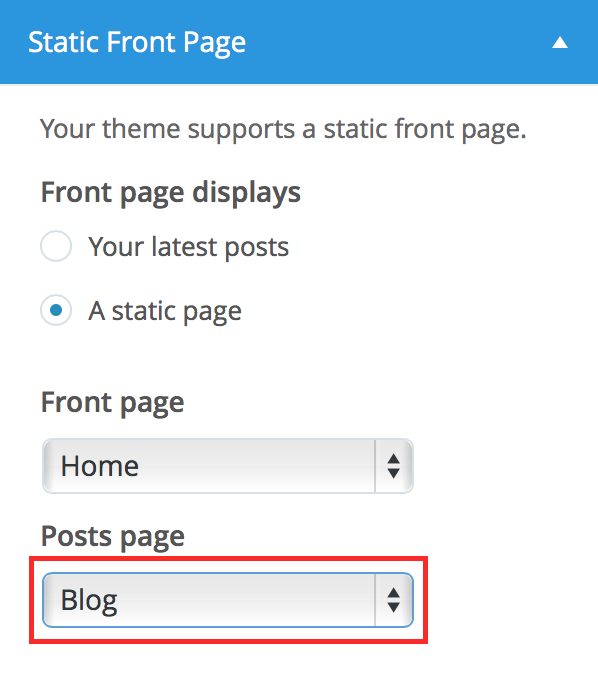 Static Front Page
Your theme supports a static front page.
Front page displays
Your latest posts
A static page
Front page
Home
Posts page
Blog